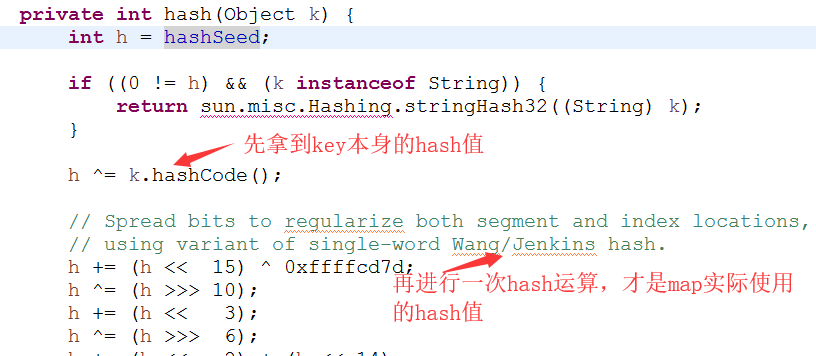 private int hash(Object k) {
int h = hashSeed;
if ((0 != h) && (k instanceof String)) {
return sun.misc.Hashing.stringHash32((String) k);
}
先拿到key本身的hash值
h ^= k.hashCode();
// Spread bits to regularize both segment and index locations,
// using variant of single-word Wang/Jenkins hash.
h += (h <<  15) ^ 0xffffcd7d;
再进行一次hash运算，才是map实际使用
h ^= (h >>> 10);
的hash值
h += (h <<   3);
h ^= (h >>>  6);